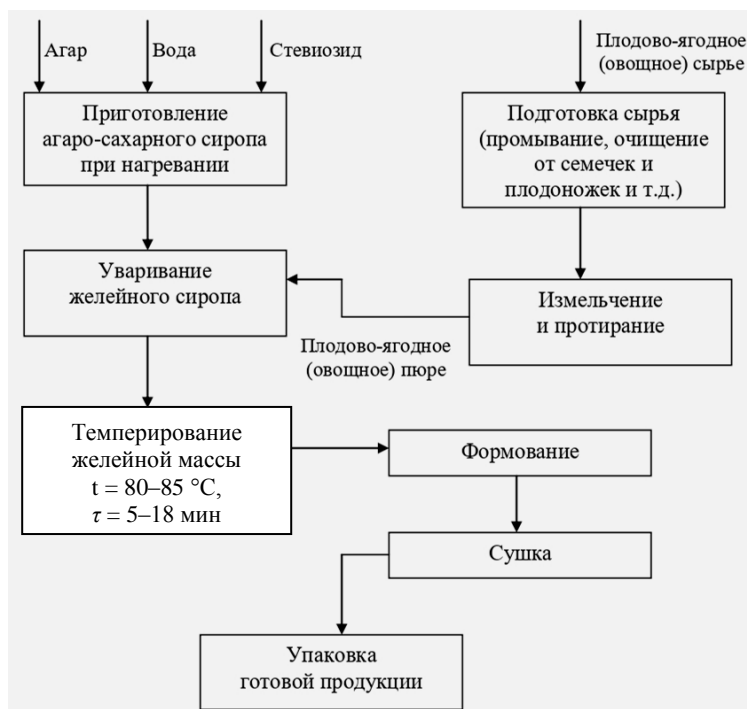 Агар
Вода
Стевиозид
Плодово-ягодное
(овощное) сырье
Приготовление
агаро-сахарного сиропа
при нагревании
Подготовка сырья
(промывание, очищение
от семечек и
плодоножек и т.д.)
Уваривание
желейного сиропа
Измельчение
и протирание
Плодово-ягодное
(овощное) пюре
Темперирование
желейной массы
t = 80–85 °C,
τ = 5–18 мин
Формование
Сушка
Упаковка
готовой продукции